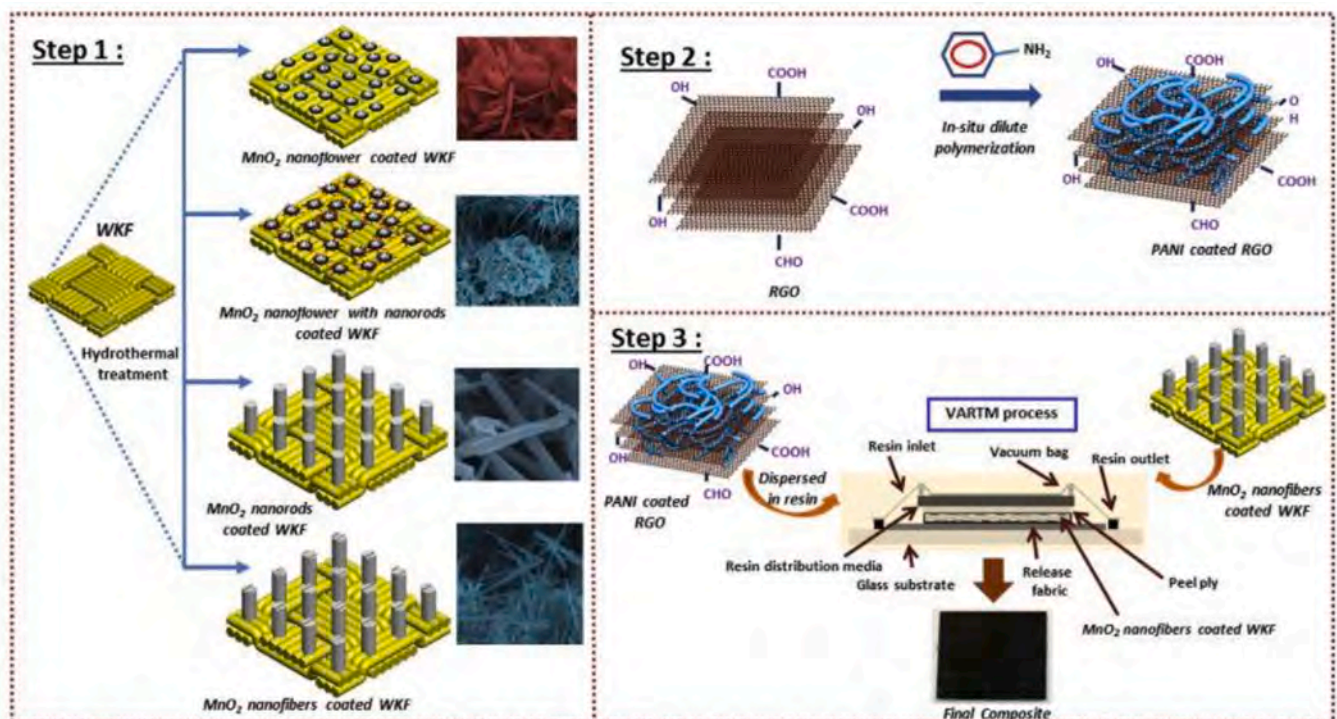 Step 1 :
WKF
Hydrothermal
treatment
MnO₂ nanoflower coated WKF
MnO₂ nanoflower with nanorods
coated WKF
MnO₂ nanorods
coated WKF
MnO₂ nanofibers coated WKF
Step 2 :
OH
COOH
OH
OH
COOH
CHO
RGO
NH₂
In-situ dilute
polymerization
OH
COOH
O
H
OH
COOH
CHO
PANI coated RGO
Step 3 :
OH
COOH
OH
COOH
OH
CHO
PANI coated
RGO
Dispersed
in resin
VARTM process
Resin inlet
Vacuum bag
Resin outlet
MnO₂ nanofibers
coated WKF
Resin distribution media
Glass substrate
Release
fabric
Peel ply
MnO₂ nanofibers coated WKF
Final Composite